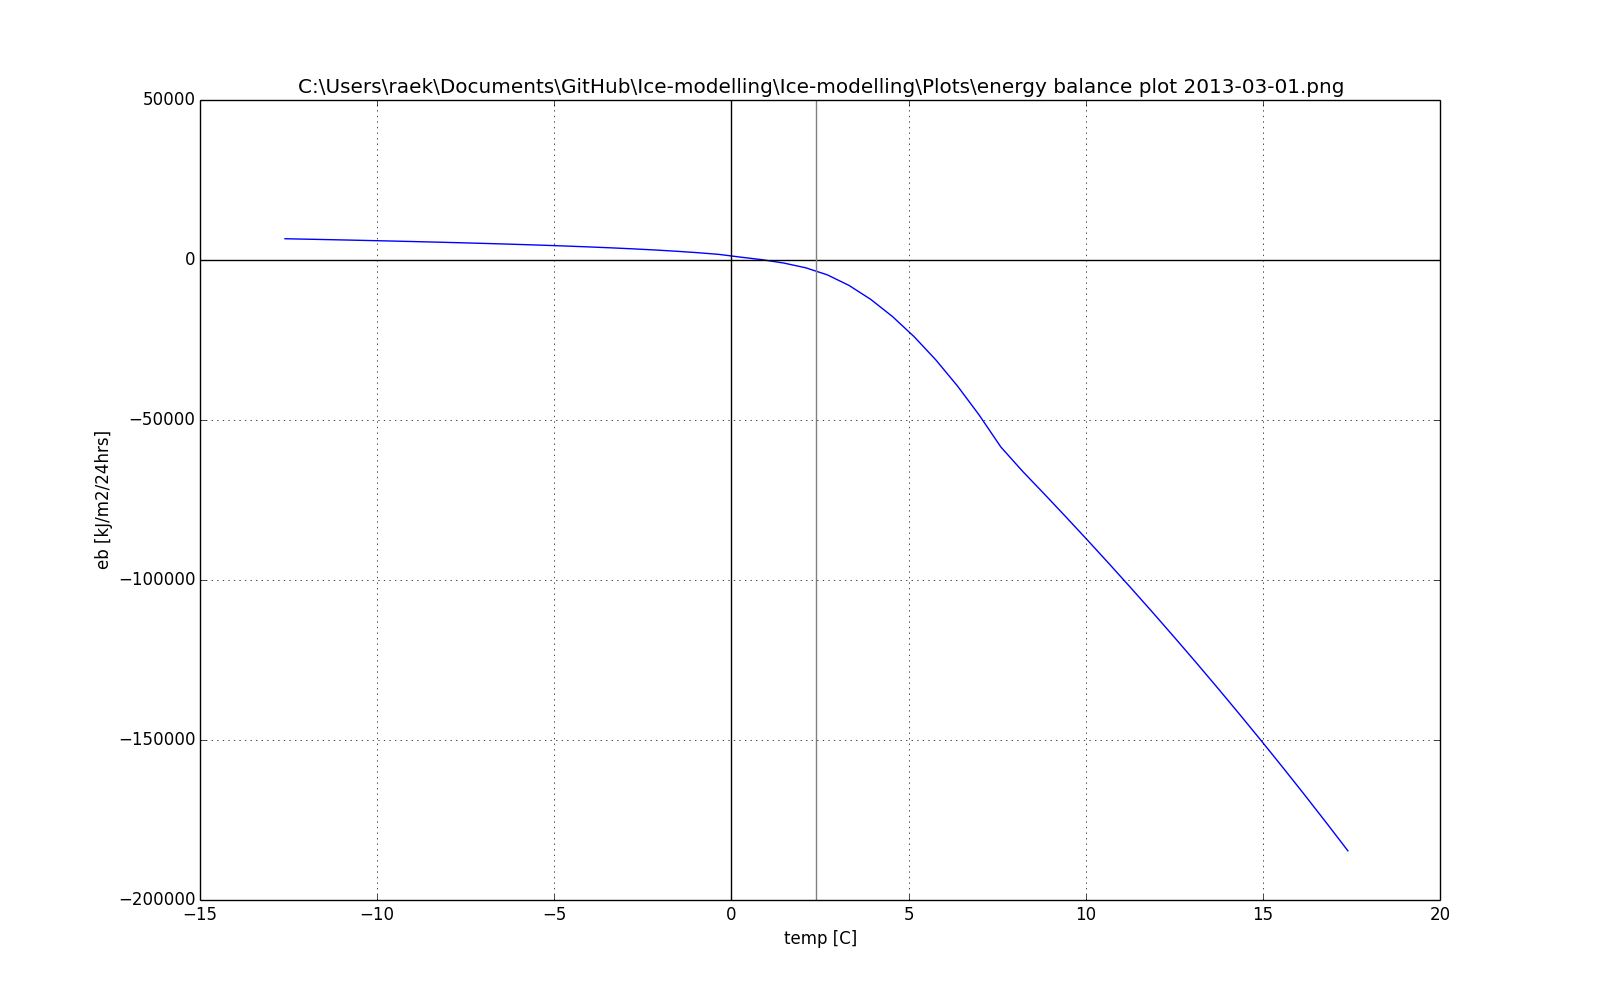 C:\Users\raek\Documents\GitHub\Ice-modelling\Ice-modelling\Plots\energy balance plot 2013-03-01.png
50000
0
−50000
−100000
−150000
−200000
eb [kJ/m2/24hrs]
−15 −10 −5 0 5 10 15 20
temp [C]